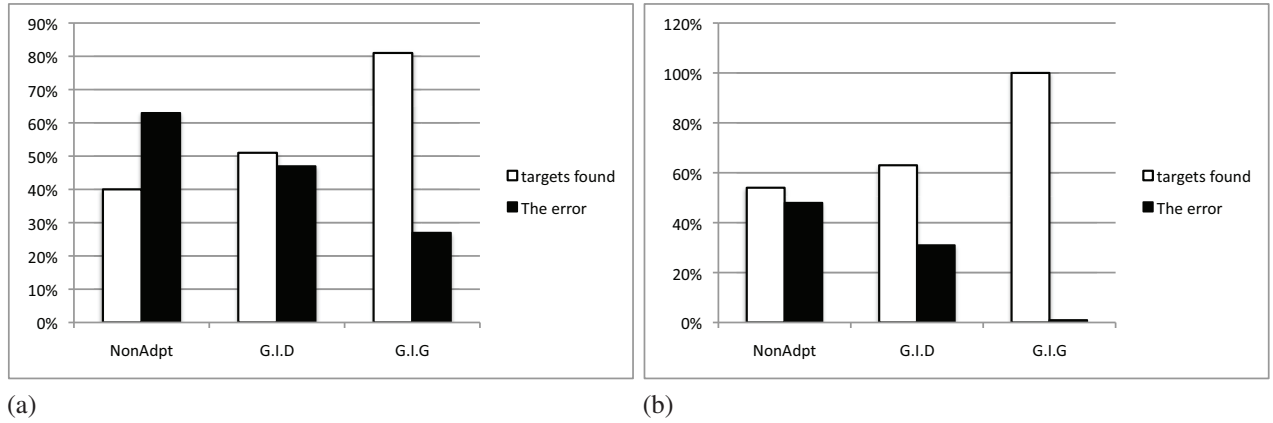 90%
80%
70%
60%
50%
40%
30%
20%
10%
0%
NonAdpt G.I.D G.I.G
targets found
The error
(a)
120%
100%
80%
60%
40%
20%
0%
NonAdpt G.I.D G.I.G
targets found
The error
(b)